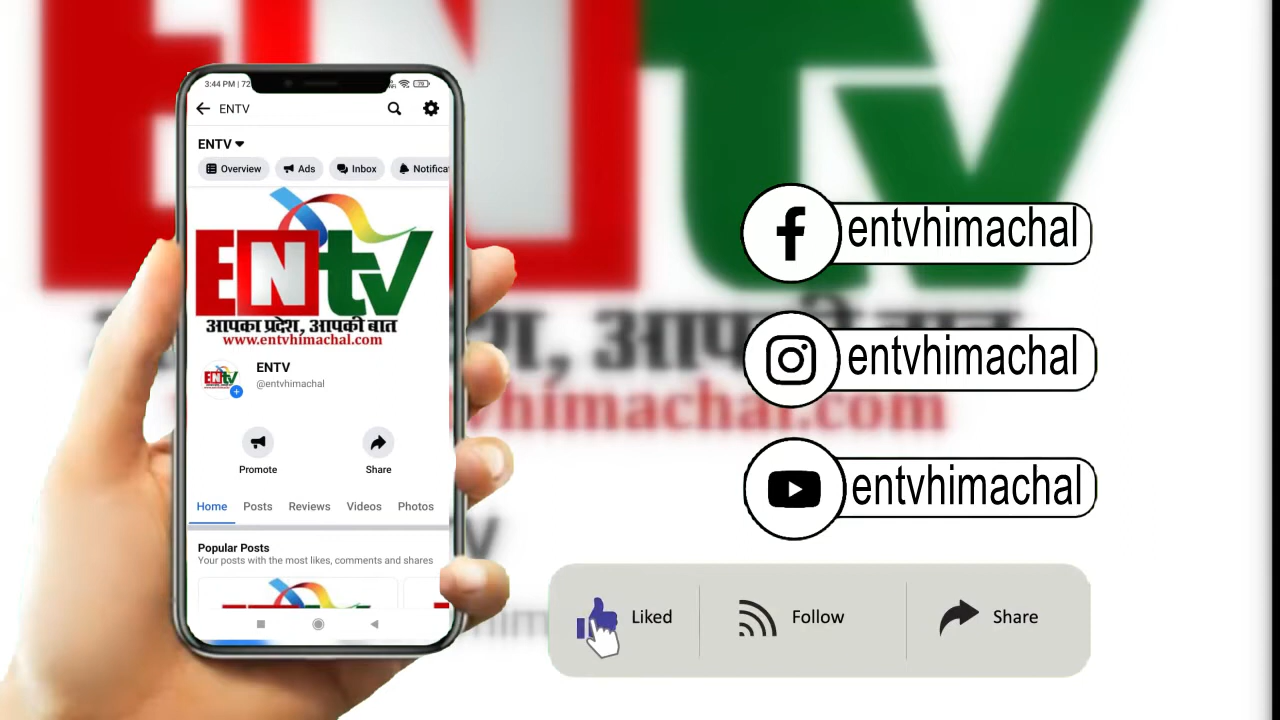 3:44 PM | 72
79
ENTV
ENTV
Overview
Ads
Inbox
Notifica
ENtv
आपका प्रदेश, आपकी बात
www.entvhimachal.com
ENTV
@entvhimachal
Promote
Share
Home
Posts
Reviews
Videos
Photos
Popular Posts
Your posts with the most likes, comments and shares
entvhimachal
entvhimachal
entvhimachal
Liked
Follow
Share